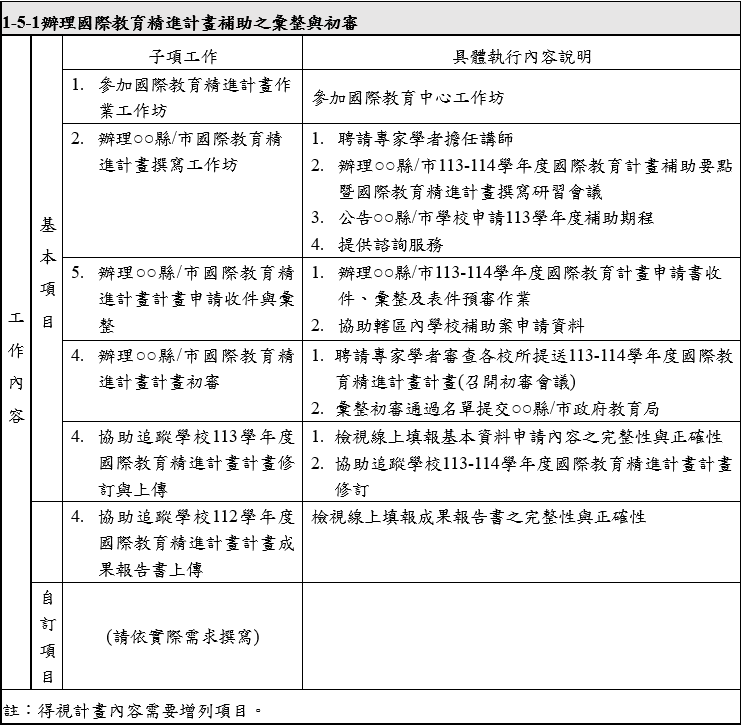 1-5-1辦理國際教育精進計畫補助之彙整與初審
子項工作
具體執行內容說明
工作內容
基本項目
1. 參加國際教育精進計畫作
業工作坊
參加國際教育中心工作坊
2. 辦理○○縣/市國際教育精
進計畫撰寫工作坊
1. 聘請專家學者擔任講師
2. 辦理○○縣/市113-114學年度國際教育計畫補助要點
暨國際教育精進計畫撰寫研習會議
3. 公告○○縣/市學校申請113學年度補助期程
4. 提供諮詢服務
5. 辦理○○縣/市國際教育精
進計畫計畫申請收件與彙
整
1. 辦理○○縣/市113-114學年度國際教育計畫申請書收
件、彙整及表件預審作業
2. 協助轄區內學校補助案申請資料
4. 辦理○○縣/市國際教育精
進計畫計畫初審
1. 聘請專家學者審查各校所提送113-114學年度國際教
育精進計畫計畫(召開初審會議)
2. 彙整初審通過名單提交○○縣/市政府教育局
4. 協助追蹤學校113學年度
國際教育精進計畫計畫修
訂與上傳
1. 檢視線上填報基本資料申請內容之完整性與正確性
2. 協助追蹤學校113-114學年度國際教育精進計畫計畫
修訂
4. 協助追蹤學校112學年度
國際教育精進計畫計畫成
果報告書上傳
檢視線上填報成果報告書之完整性與正確性
自訂項目
(請依實際需求撰寫)
註：得視計畫內容需要增列項目。